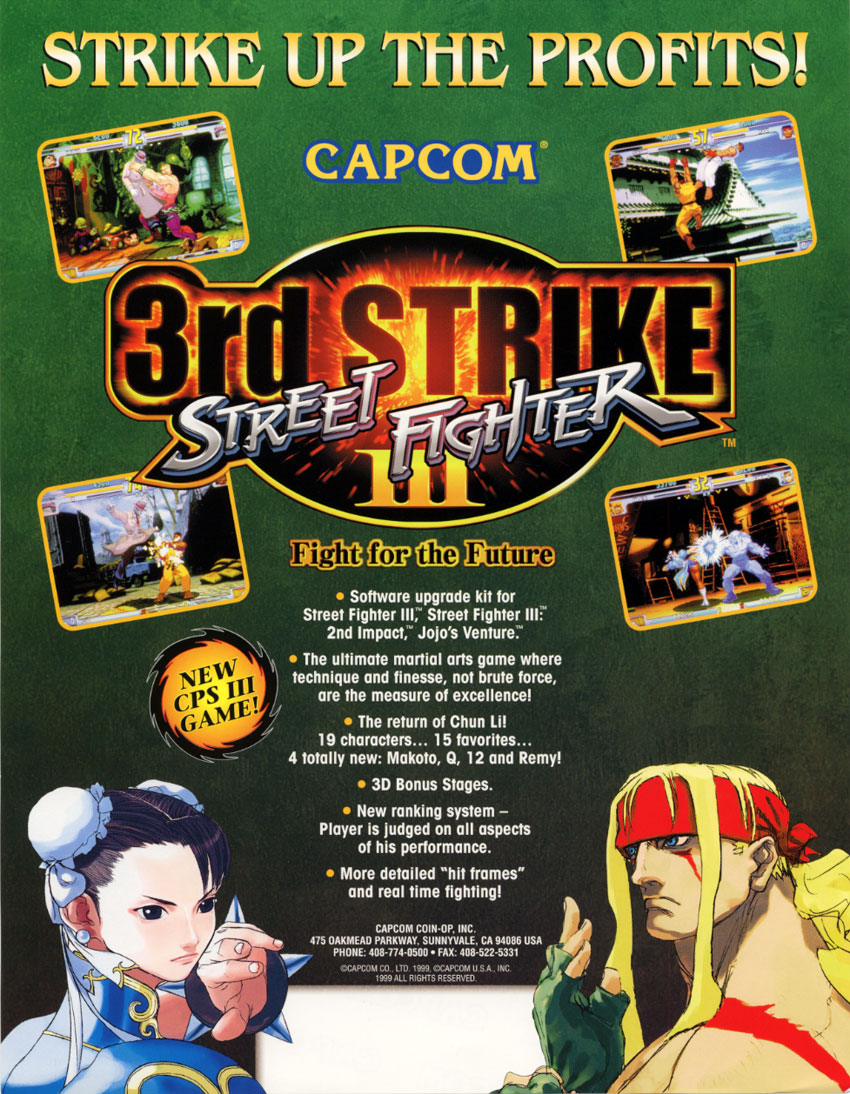 STRIKE UP THE PROFITS!
CAPCOM®
72
57
3rd STRIKE
STREET FIGHTER
III
TM
32
Fight for the Future
• Software upgrade kit for
Street Fighter III,™ Street Fighter III:™
2nd Impact,™ Jojo's Venture.™
• The ultimate martial arts game where
technique and finesse, not brute force,
are the measure of excellence!
NEW
CPS III
GAME!
• The return of Chun Li!
19 characters... 15 favorites...
4 totally new: Makoto, Q, 12 and Remy!
• 3D Bonus Stages.
• New ranking system –
Player is judged on all aspects
of his performance.
• More detailed "hit frames"
and real time fighting!
CAPCOM COIN-OP, INC.
475 OAKMEAD PARKWAY, SUNNYVALE, CA 94086 USA
PHONE: 408-774-0500 • FAX: 408-522-5331
©CAPCOM CO., LTD. 1999, ©CAPCOM U.S.A., INC.
1999 ALL RIGHTS RESERVED.